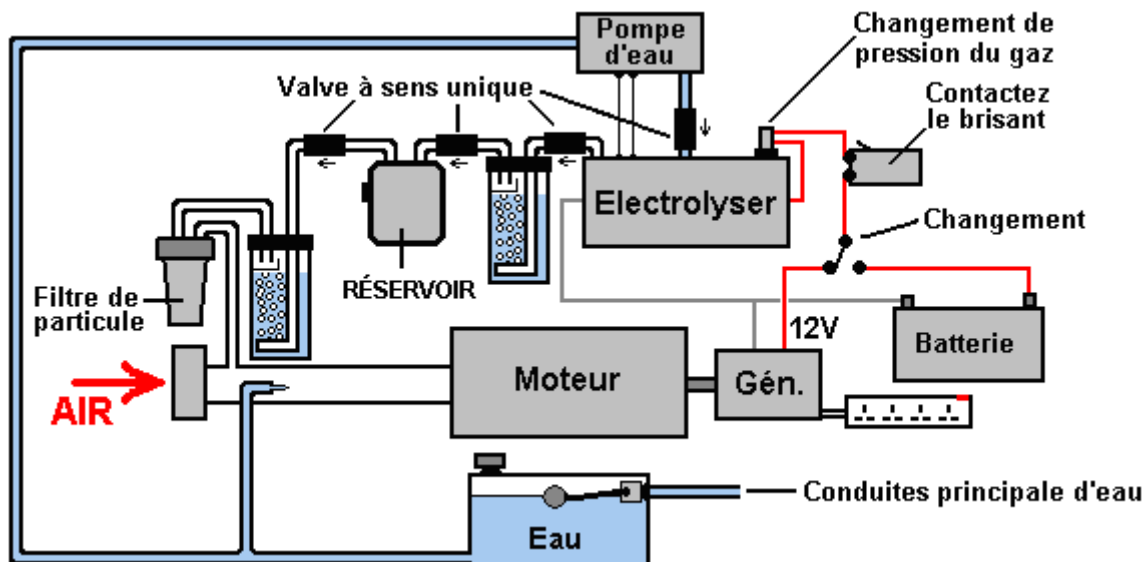 Pompe
d'eau
Changement de
pression du gaz
Valve à sens unique
Contactez
le brisant
Electrolyser
Changement
RÉSERVOIR
Filtre de
particule
12V
Batterie
Moteur
Gén.
AIR
Conduites principale d'eau
Eau